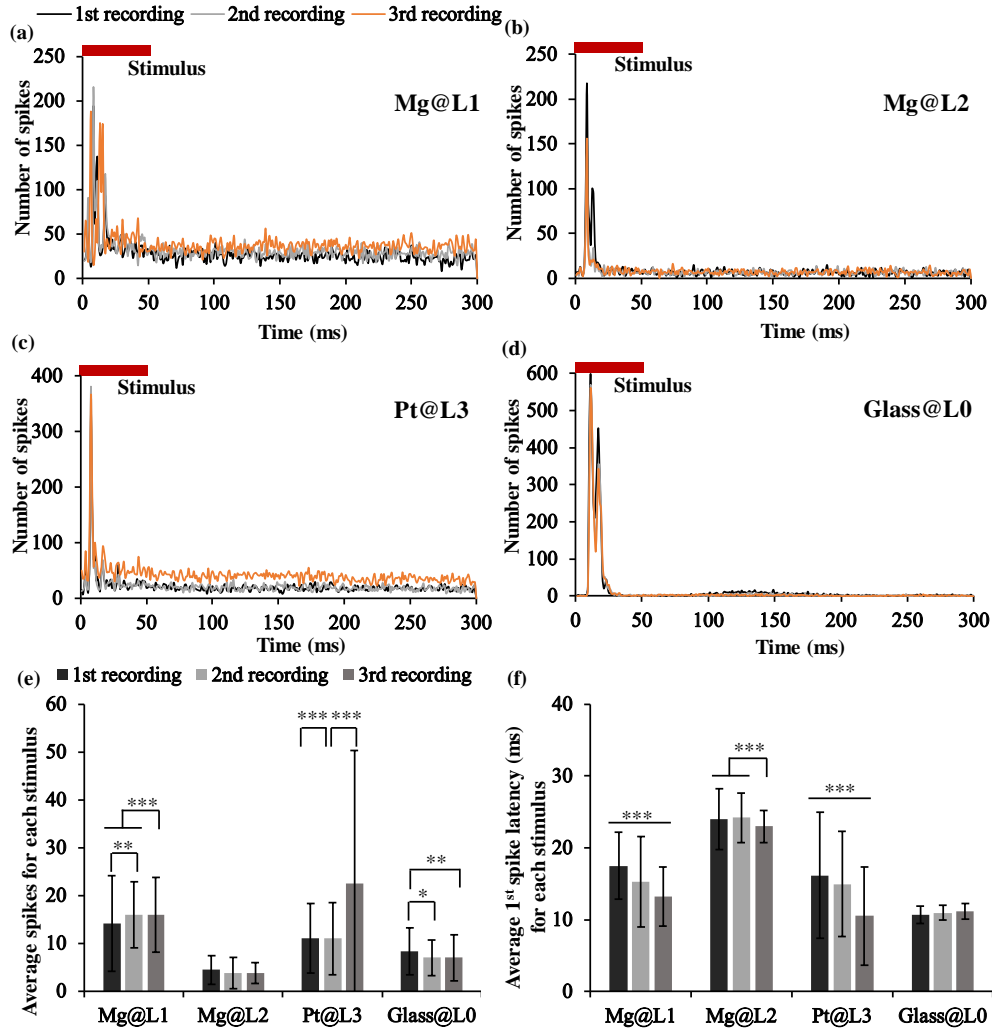 1st recording 2nd recording 3rd recording
(a)
Stimulus
Mg@L1
Number of spikes
250
200
150
100
50
0
0 50 100 150 200 250 300
Time (ms)
(b)
Stimulus
Mg@L2
Number of spikes
250
200
150
100
50
0
0 50 100 150 200 250 300
Time (ms)
(c)
Stimulus
Pt@L3
Number of spikes
400
300
200
100
0
0 50 100 150 200 250 300
Time (ms)
(d)
Stimulus
Glass@L0
Number of spikes
600
500
400
300
200
100
0
0 50 100 150 200 250 300
Time (ms)
(e)
1st recording 2nd recording 3rd recording
Average spikes for each stimulus
60
50
40
30
20
10
0
***
**
*** ***
**
*
Mg@L1 Mg@L2 Pt@L3 Glass@L0
(f)
Average 1st spike latency (ms)
for each stimulus
40
30
20
10
0
***
***
***
Mg@L1 Mg@L2 Pt@L3 Glass@L0